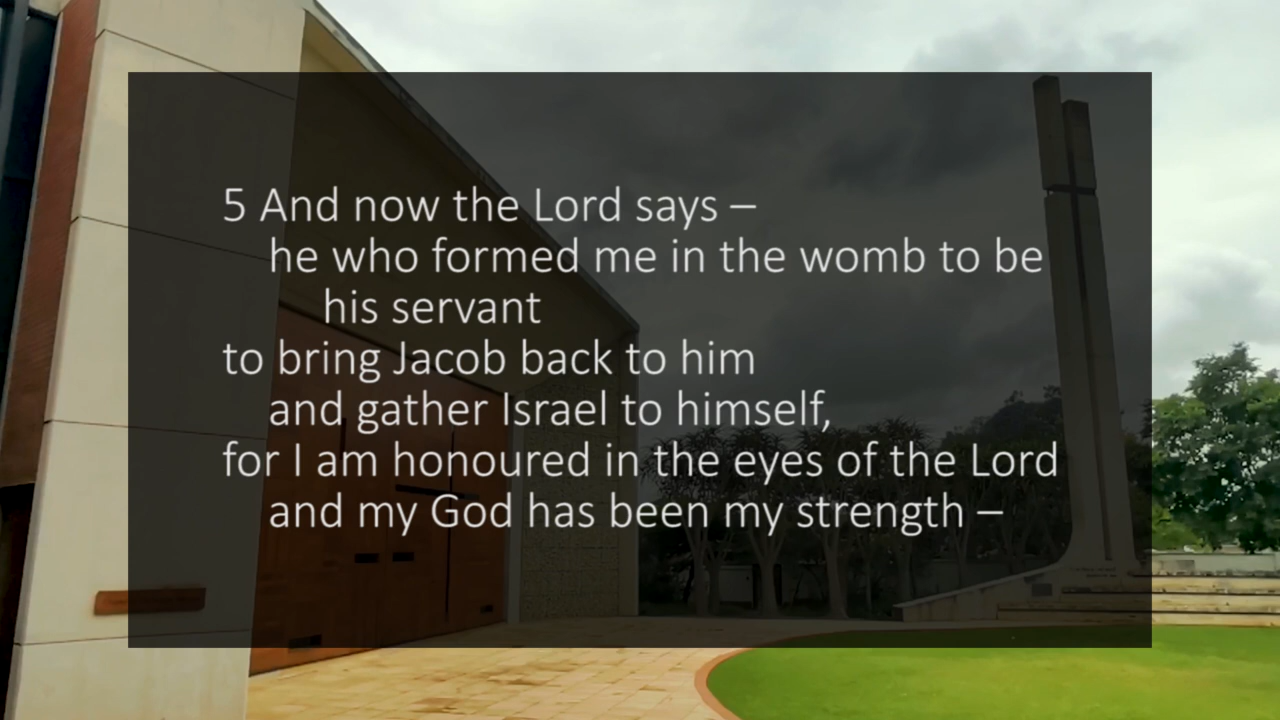 5 And now the Lord says –
he who formed me in the womb to be
his servant
to bring Jacob back to him
and gather Israel to himself,
for I am honoured in the eyes of the Lord
and my God has been my strength –